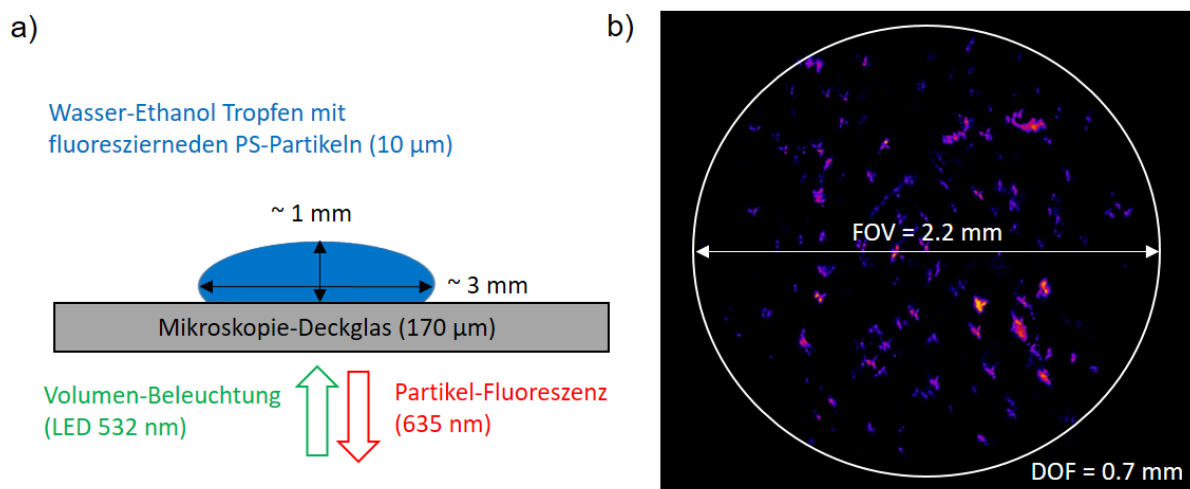 a)
Wasser-Ethanol Tropfen mit
fluoreszierneden PS-Partikeln (10 µm)
~ 1 mm
~ 3 mm
Mikroskopie-Deckglas (170 µm)
Volumen-Beleuchtung
(LED 532 nm)
Partikel-Fluoreszenz
(635 nm)
b)
FOV = 2.2 mm
DOF = 0.7 mm